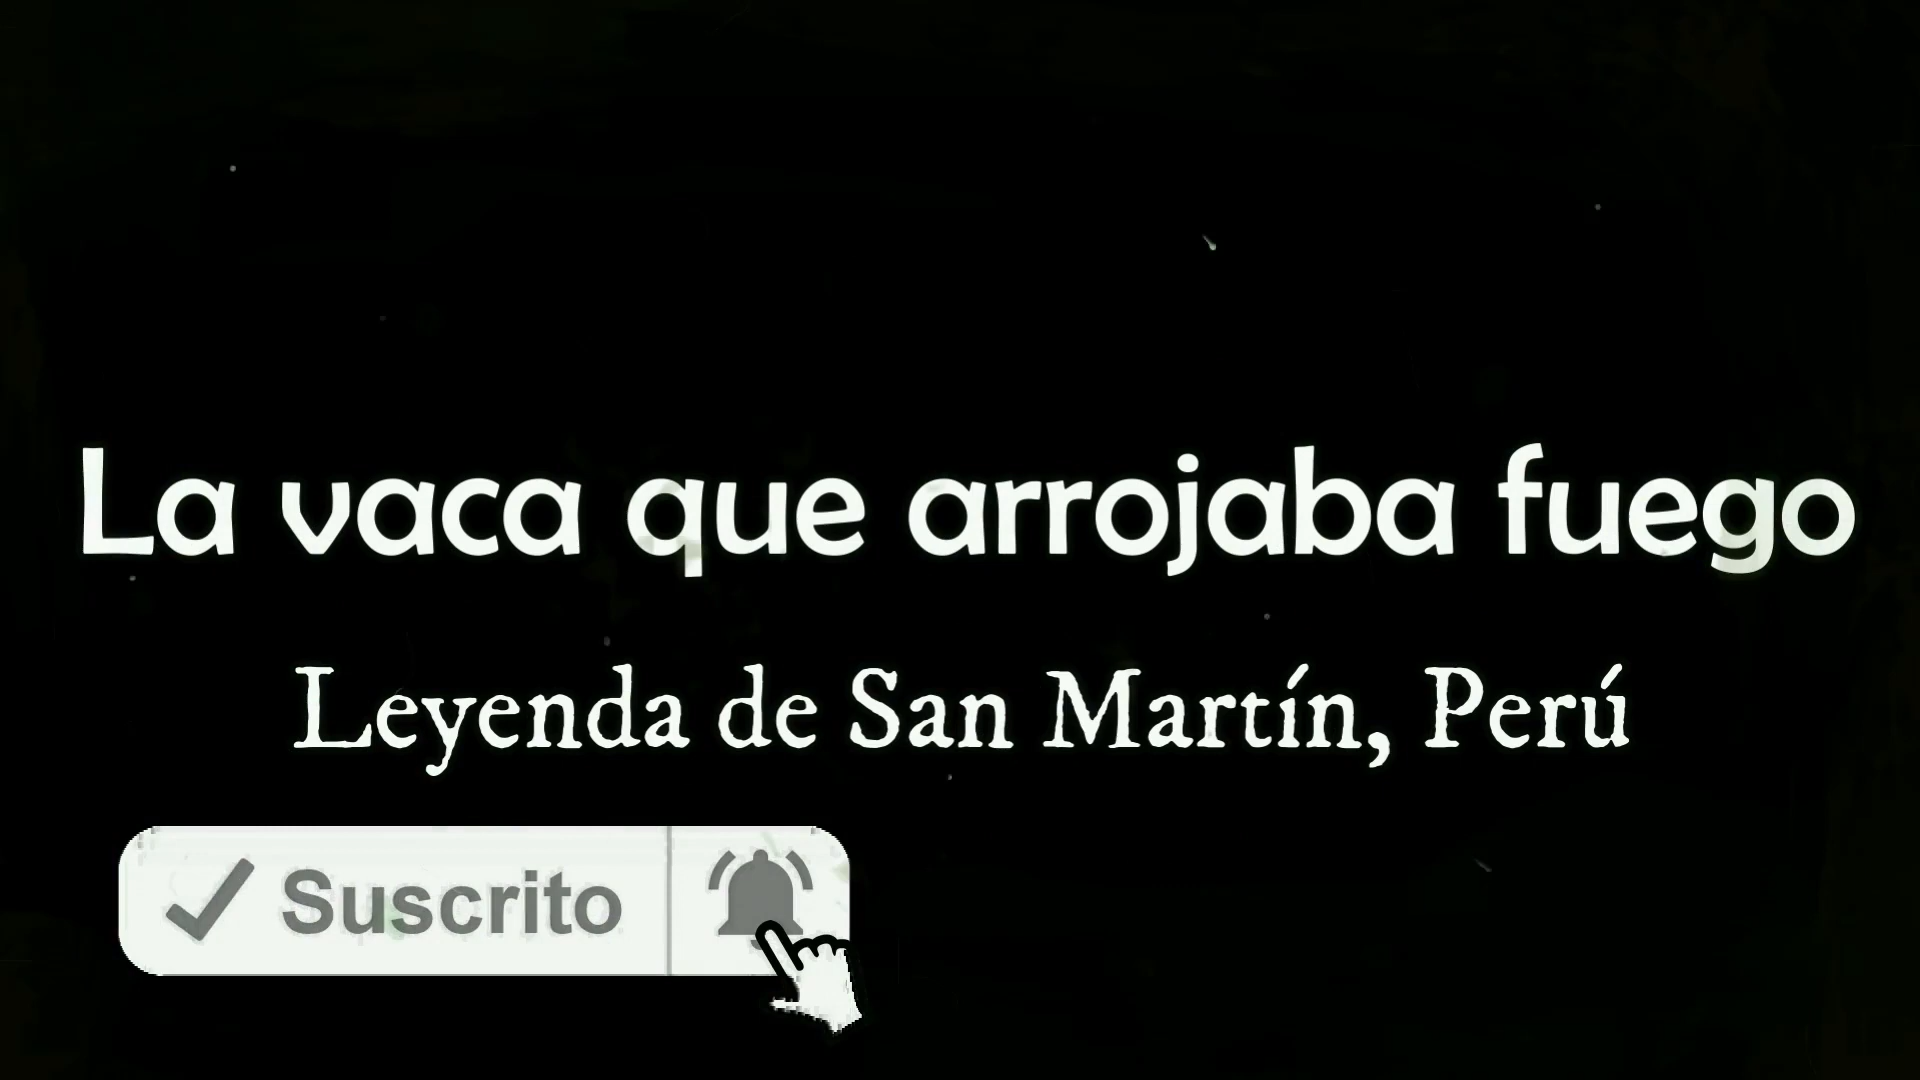 La vaca que arrojaba fuego
Leyenda de San Martín, Perú
Suscrito